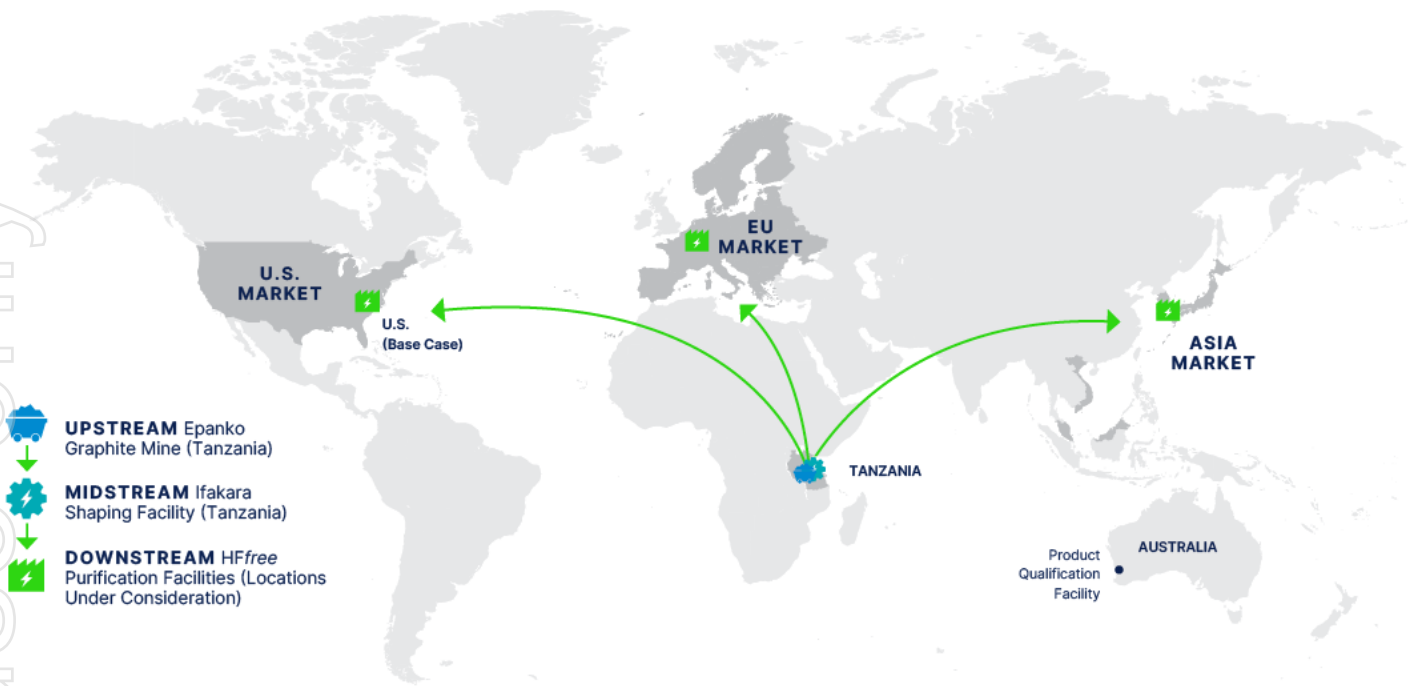 U.S.
MARKET
U.S.
(Base Case)
EU
MARKET
ASIA
MARKET
TANZANIA
AUSTRALIA
Product
Qualification
Facility
UPSTREAM Epanko
Graphite Mine (Tanzania)
MIDSTREAM Ifakara
Shaping Facility (Tanzania)
DOWNSTREAM HFfree
Purification Facilities (Locations
Under Consideration)